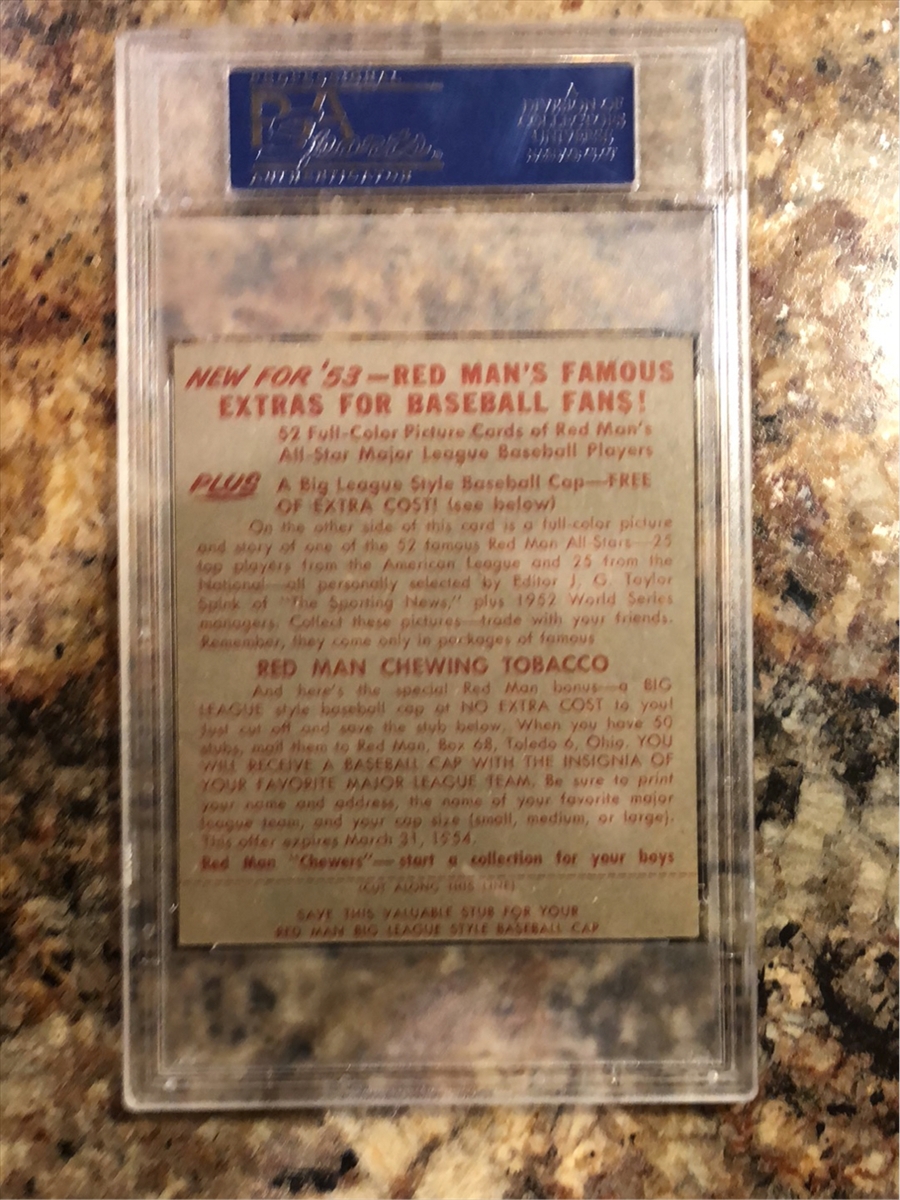 PROFESSIONAL
PSA
AUTHENTICATOR
A
DIVISION OF
COLLECTORS
UNIVERSE
NEW FOR '53—RED MAN'S FAMOUS
EXTRAS FOR BASEBALL FANS!
52 Full-Color Picture Cards of Red Man's
All-Star Major League Baseball Players
PLUS A Big League Style Baseball Cap—FREE
OF EXTRA COST! (see below)
On the other side of this card is a full-color picture
and story of one of the 52 famous Red Man All-Stars—25
top players from the American League and 25 from the
National—all personally selected by Editor J. G. Taylor
Spink of "The Sporting News," plus 1952 World Series
managers. Collect these pictures—trade with your friends.
Remember, they come only in packages of famous
RED MAN CHEWING TOBACCO
And here's the special Red Man bonus—a BIG
LEAGUE style baseball cap at NO EXTRA COST to you!
Just cut off and save the stub below. When you have 50
stubs, mail them to Red Man, Box 68, Toledo 6, Ohio. YOU
WILL RECEIVE A BASEBALL CAP WITH THE INSIGNIA OF
YOUR FAVORITE MAJOR LEAGUE TEAM. Be sure to print
your name and address, the name of your favorite major
league team, and your cap size (small, medium, or large).
This offer expires March 31, 1954.
Red Man "Chewers"—start a collection for your boys
(CUT ALONG THIS LINE)
SAVE THIS VALUABLE STUB FOR YOUR
RED MAN BIG LEAGUE STYLE BASEBALL CAP